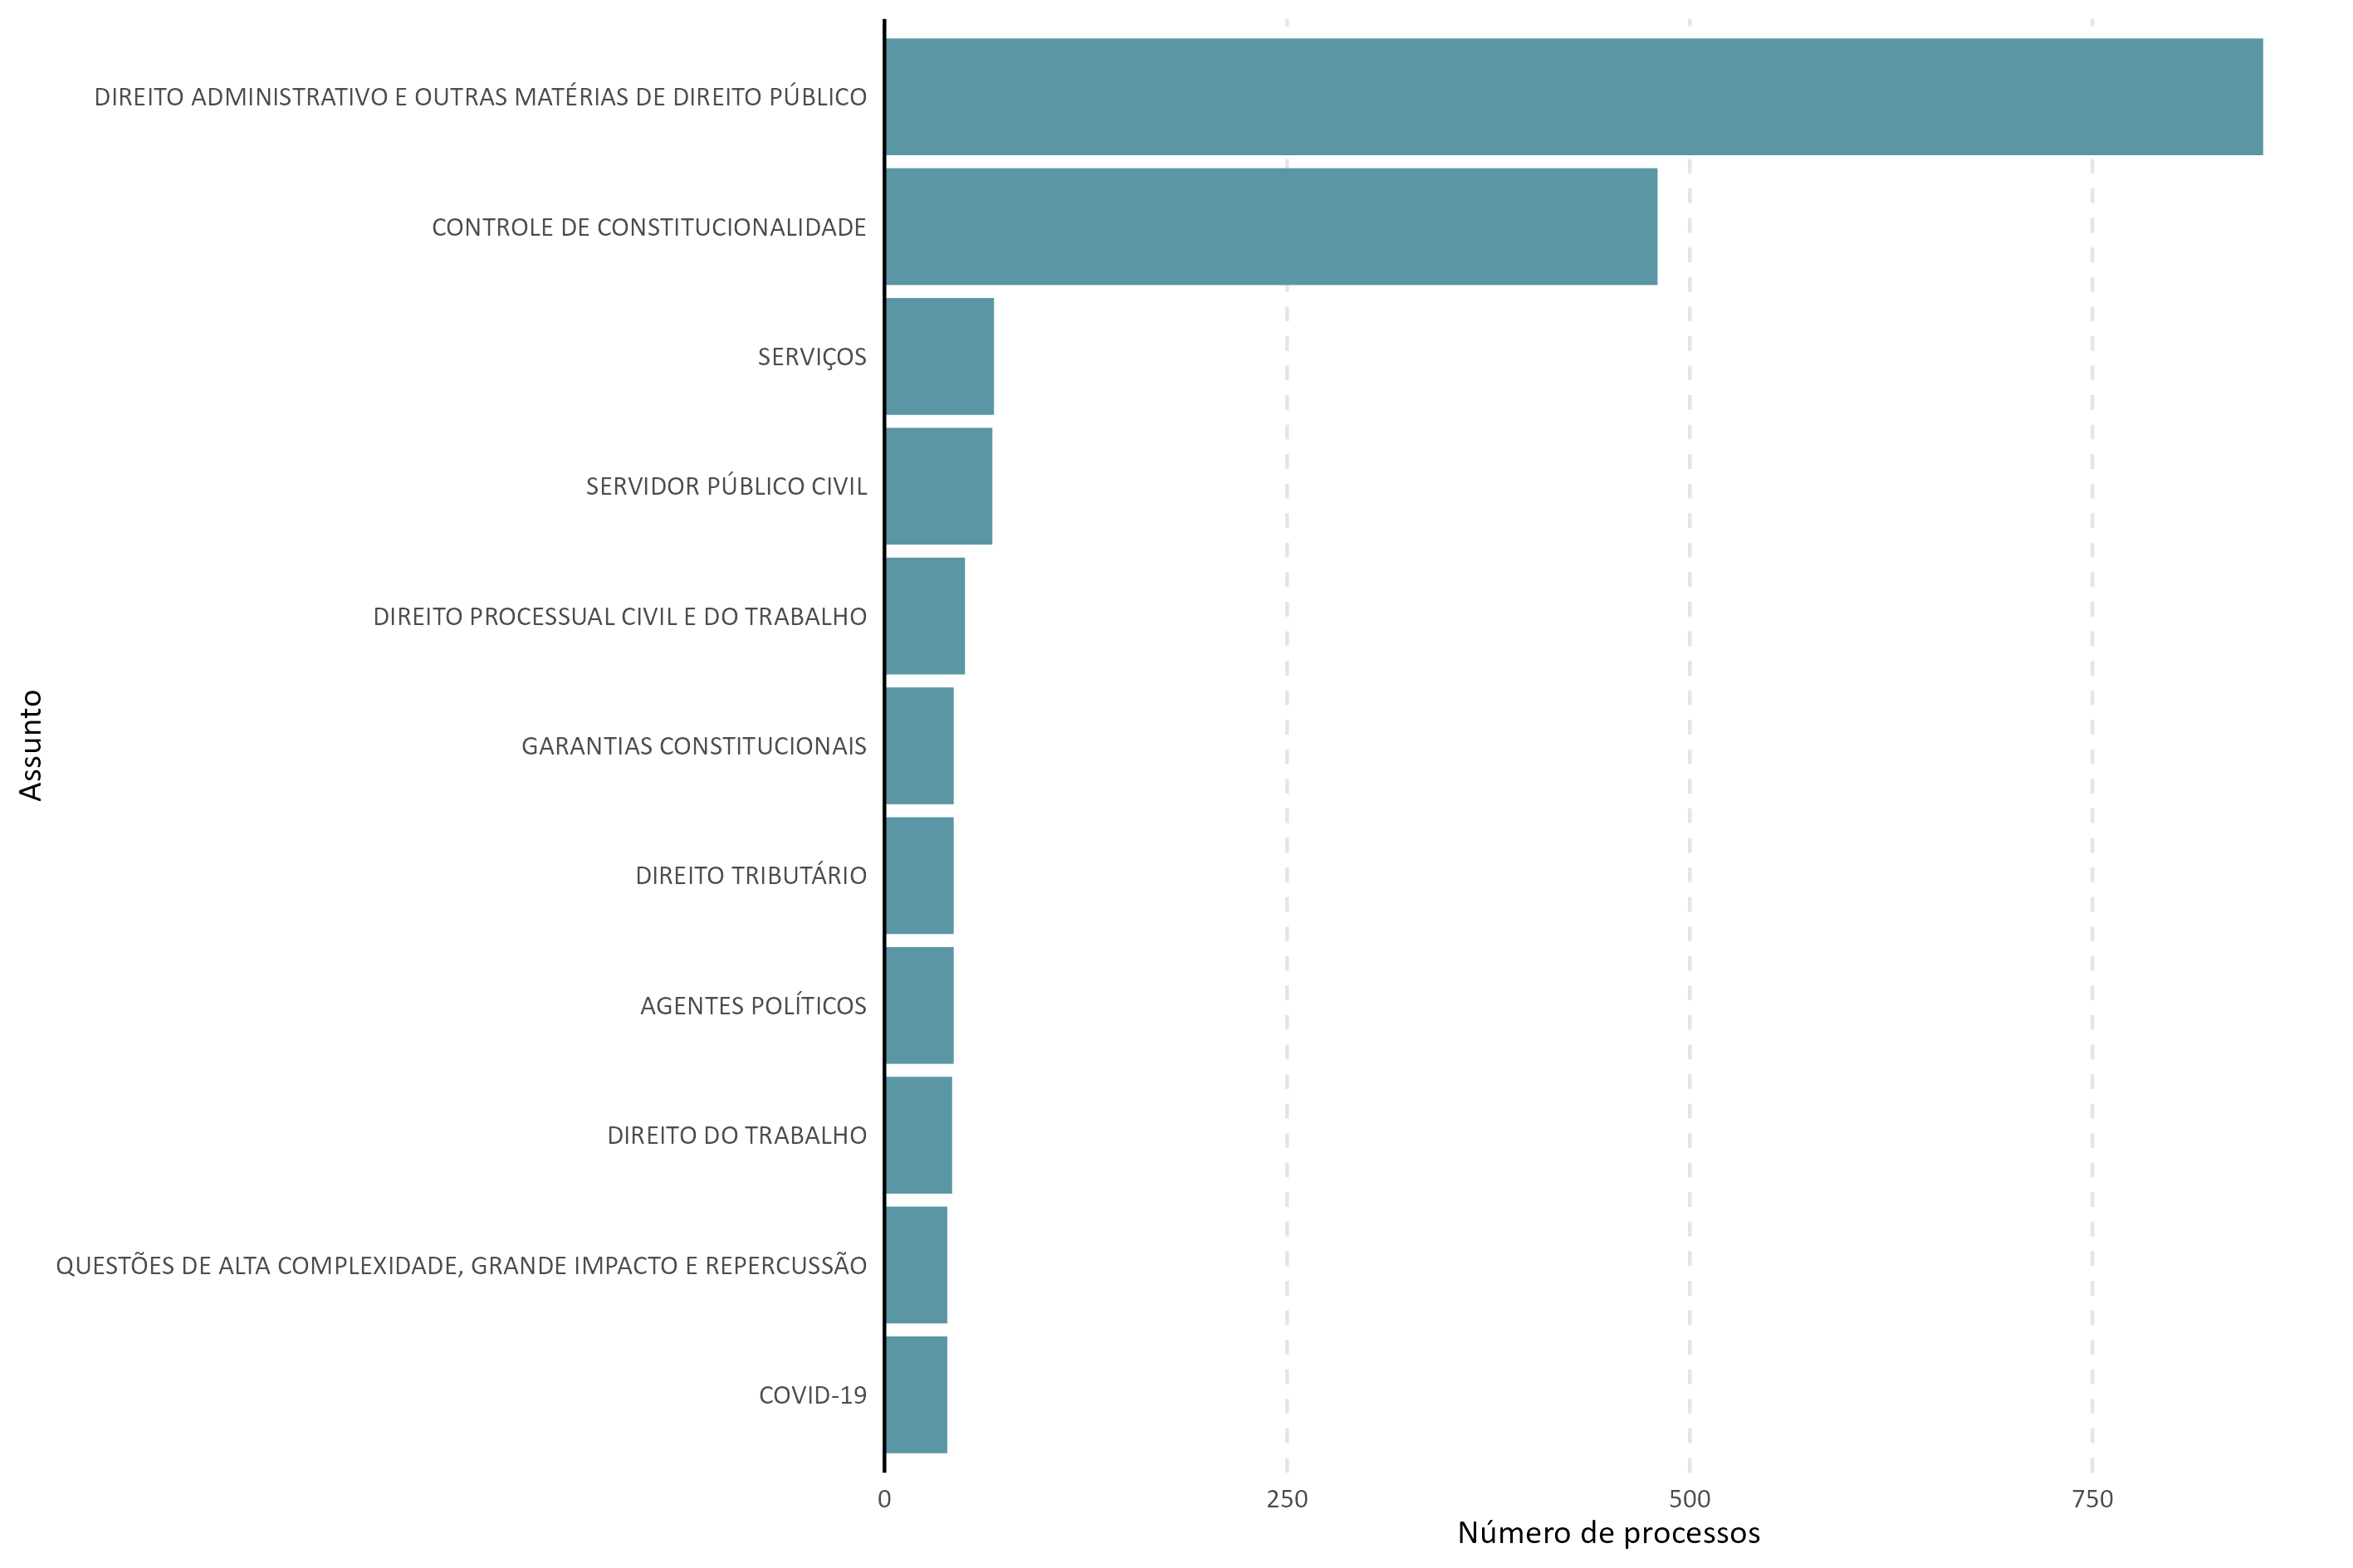 DIREITO ADMINISTRATIVO E OUTRAS MATÉRIAS DE DIREITO PÚBLICO
CONTROLE DE CONSTITUCIONALIDADE
SERVIÇOS
SERVIDOR PÚBLICO CIVIL
DIREITO PROCESSUAL CIVIL E DO TRABALHO
GARANTIAS CONSTITUCIONAIS
DIREITO TRIBUTÁRIO
AGENTES POLÍTICOS
DIREITO DO TRABALHO
QUESTÕES DE ALTA COMPLEXIDADE, GRANDE IMPACTO E REPERCUSSÃO
COVID-19
Assunto
0 250 500 750
Número de processos